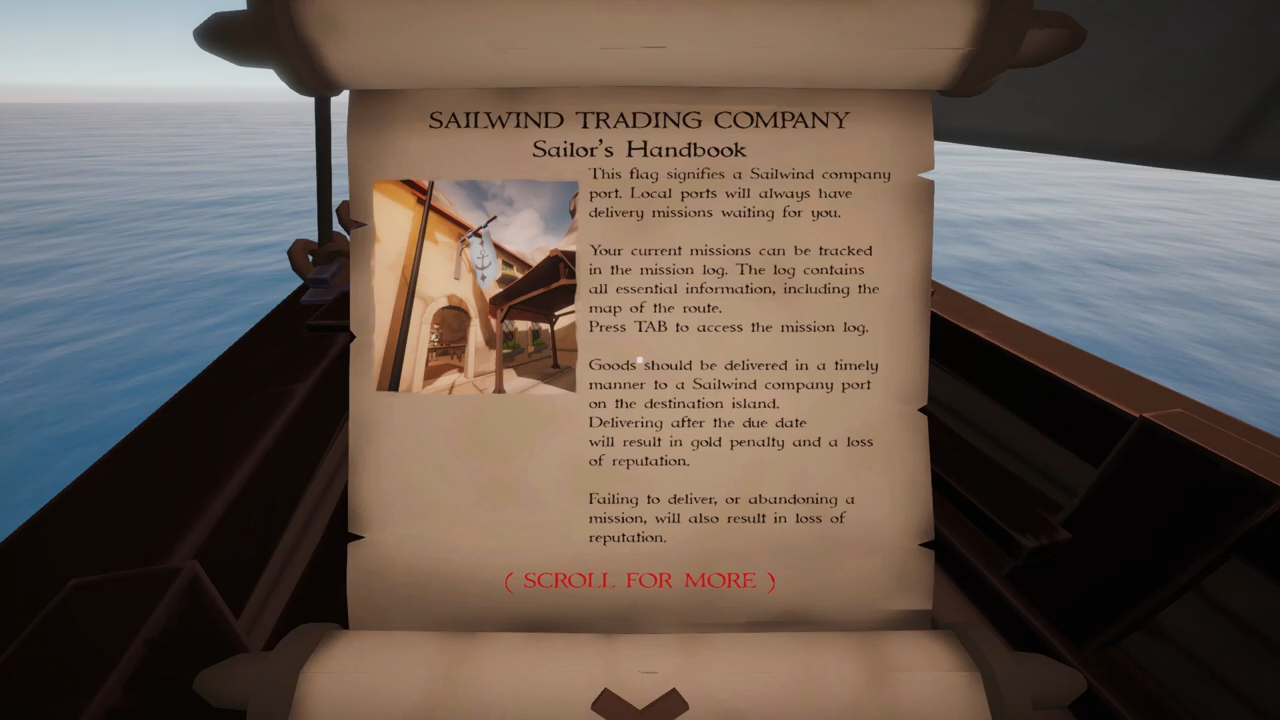 SAILWIND TRADING COMPANY
Sailor's Handbook
This flag signifies a Sailwind company
port. Local ports will always have
delivery missions waiting for you.
Your current missions can be tracked
in the mission log. The log contains
all essential information, including the
map of the route.
Press TAB to access the mission log.
Goods should be delivered in a timely
manner to a Sailwind company port
on the destination island.
Delivering after the due date
will result in gold penalty and a loss
of reputation.
Failing to deliver, or abandoning a
mission, will also result in loss of
reputation.
( SCROLL FOR MORE )